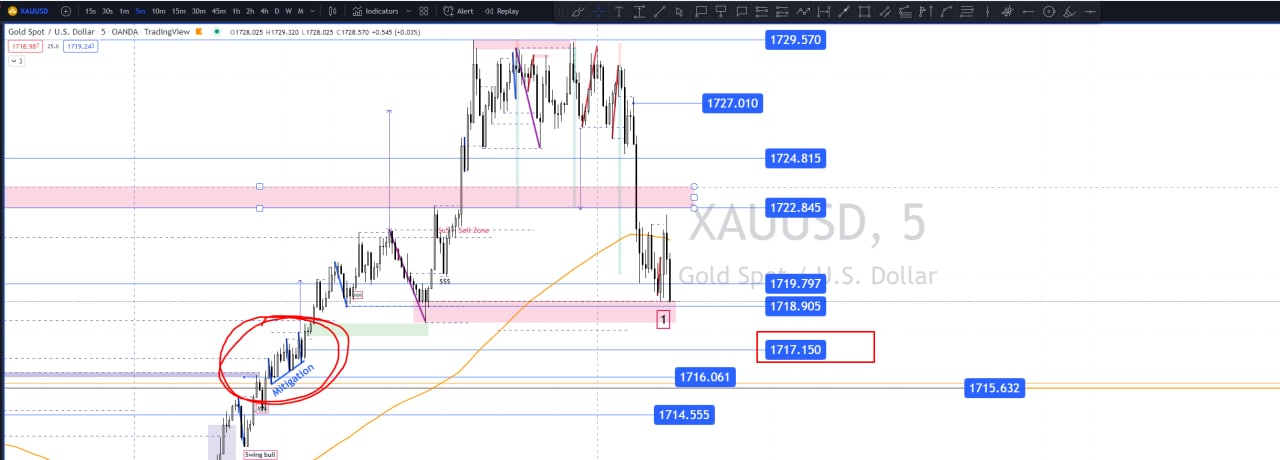 XAUUSD 15s 30s 1m 5m 10m 15m 30m 45m 1H 2H 4H D W M Indicators Alert Replay
Gold Spot / U.S. Dollar · 5 · OANDA · TradingView O1728.025 H1729.320 L1728.025 C1728.570 +0.545 (+0.03%)
1718.987 25.6 1719.243
3
1729.570
1727.010
1724.815
1722.845
XAUUSD, 5
Sell Zone
Gold Spot / U.S. Dollar
$$$
1719.797
1718.905
1
1717.150
Mitigation
1716.061
1715.632
1714.555
Swing bull